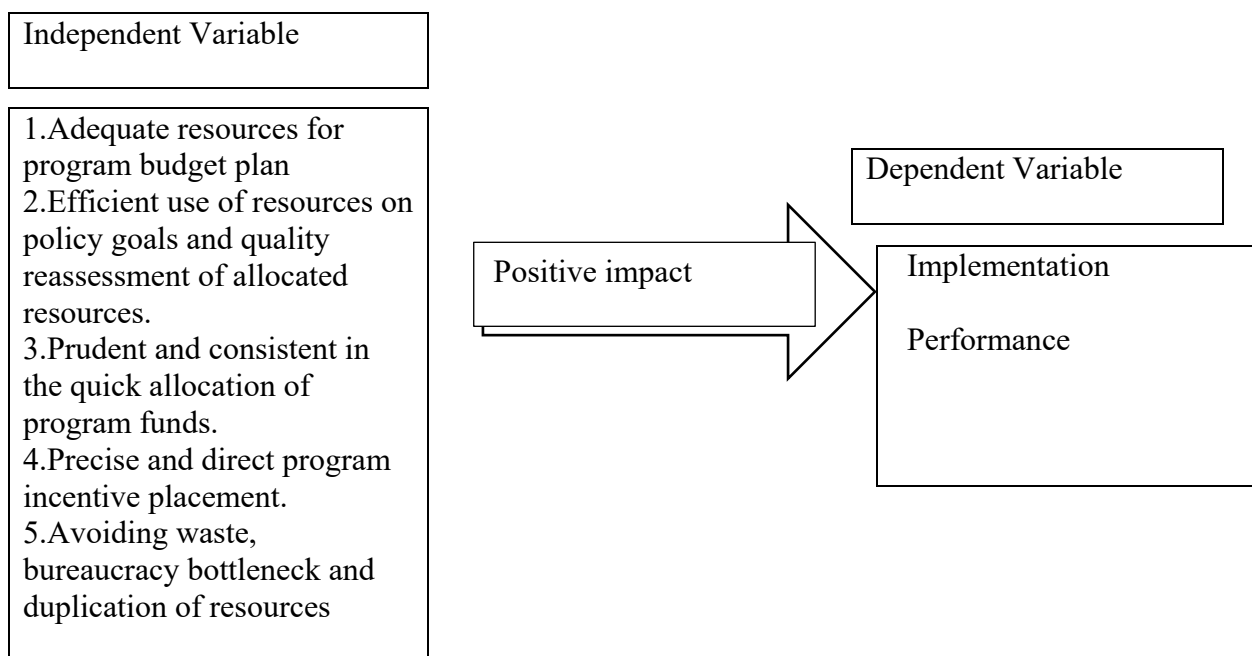 Independent Variable
1.Adequate resources for
program budget plan
2.Efficient use of resources on
policy goals and quality
reassessment of allocated
resources.
3.Prudent and consistent in
the quick allocation of
program funds.
4.Precise and direct program
incentive placement.
5.Avoiding waste,
bureaucracy bottleneck and
duplication of resources
Positive impact
Dependent Variable
Implementation
Performance